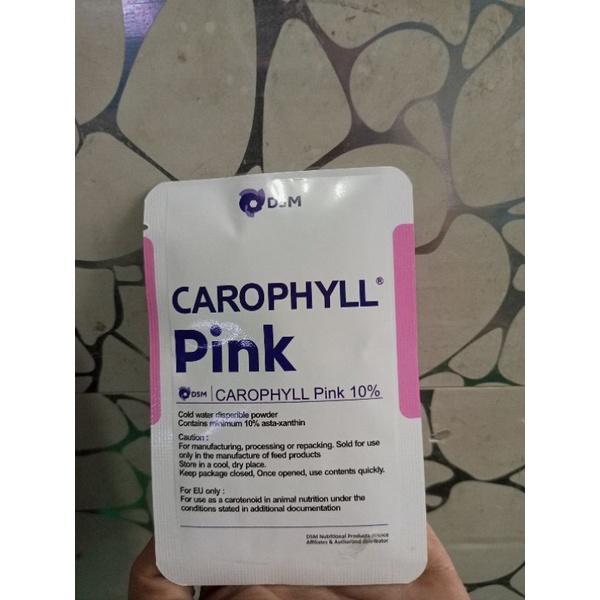 DSM
CAROPHYLL®
Pink
DSM | CAROPHYLL Pink 10%
Cold water disperible powder
Contains minimum 10% asta-xanthin
Caution :
For manufacturing, processing or repacking. Sold for use
only in the manufacture of feed products
Store in a cool, dry place.
Keep package closed, Once opened, use contents quickly.
For EU only :
For use as a carotenoid in animal nutrition under the
conditions stated in additional documentation
DSM Nutritional Products
Affiliates & Authorized distributor